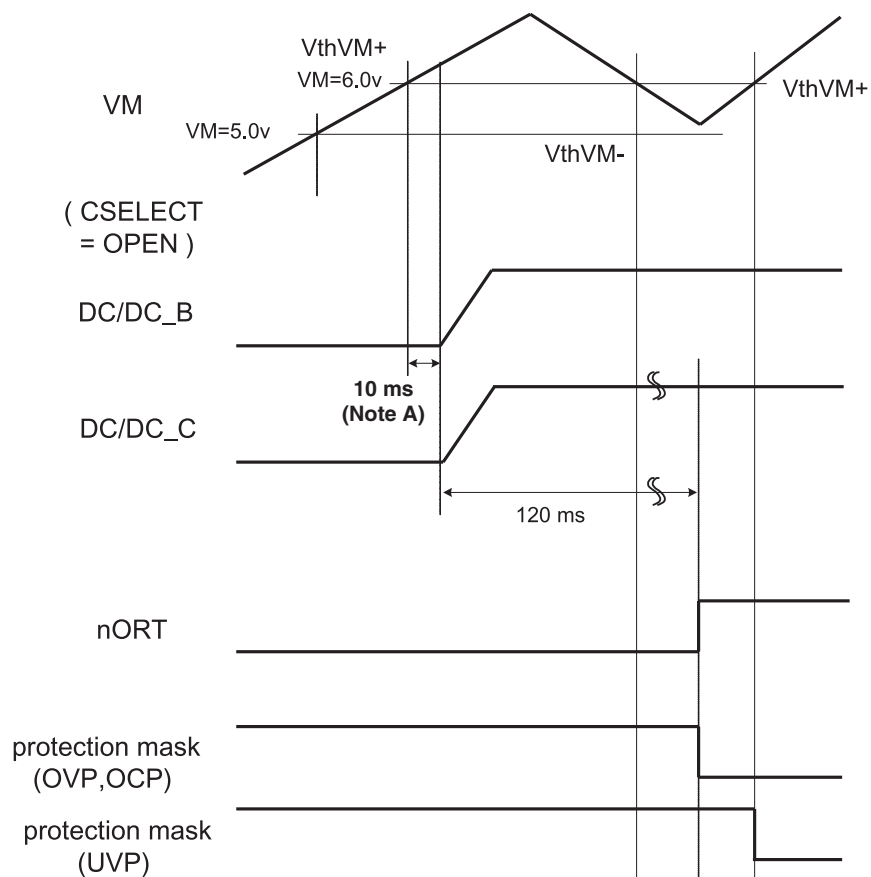 VthVM+
VM=6.0v
VthVM+
VM
VM=5.0v
VthVM-
( CSELECT
= OPEN )
DC/DC_B
10 ms
(Note A)
DC/DC_C
120 ms
nORT
protection mask
(OVP,OCP)
protection mask
(UVP)